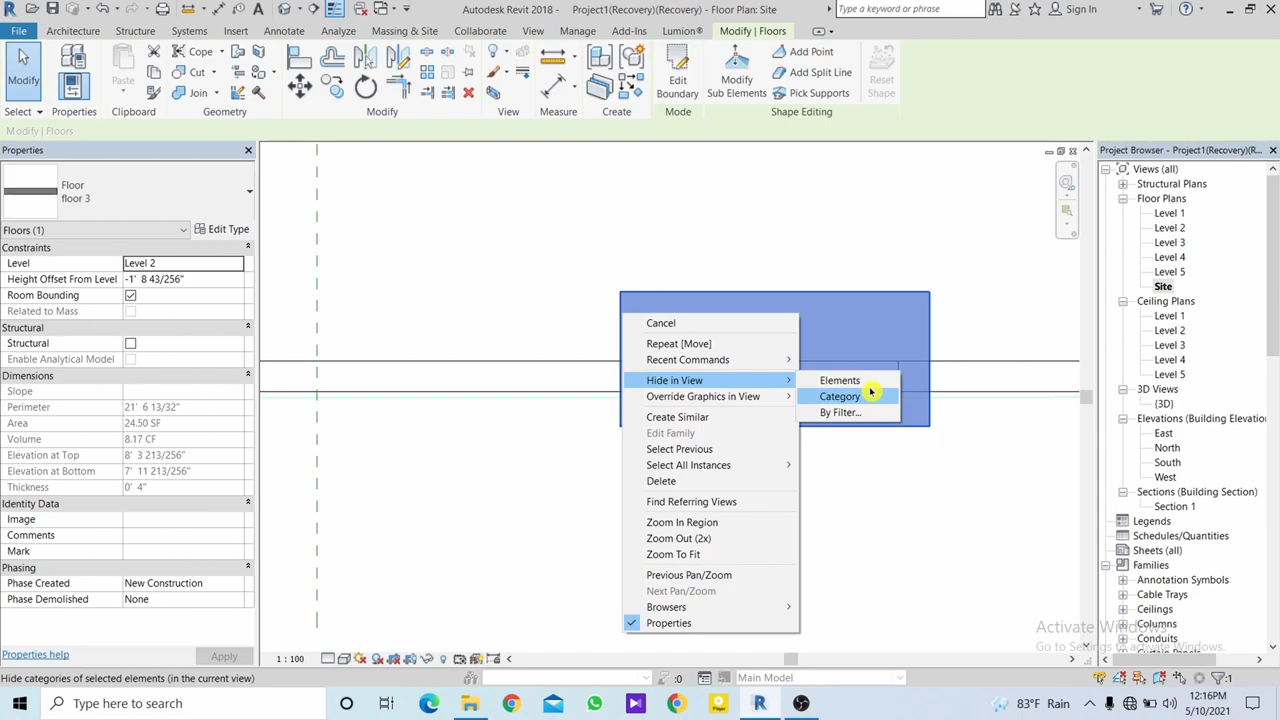 Autodesk Revit 2018 - Project1(Recovery)(Recovery) - Floor Plan: Site
Type a keyword or phrase
Sign In
File
Architecture
Structure
Systems
Insert
Annotate
Analyze
Massing & Site
Collaborate
View
Manage
Add-Ins
Lumion®
Modify | Floors
Modify
Paste
Cope
Cut
Join
Edit
Boundary
Modify
Sub Elements
Add Point
Add Split Line
Pick Supports
Reset
Shape
Select
Properties
Clipboard
Geometry
Modify
View
Measure
Create
Mode
Shape Editing
Modify | Floors
Properties
Floor
floor 3
Floors (1)
Edit Type
Constraints
Level
Level 2
Height Offset From Level
-1' 8 43/256"
Room Bounding
Related to Mass
Structural
Structural
Enable Analytical Model
Dimensions
Slope
Perimeter
21' 6 13/32"
Area
24.50 SF
Volume
8.17 CF
Elevation at Top
8' 3 213/256"
Elevation at Bottom
7' 11 213/256"
Thickness
0' 4"
Identity Data
Image
Comments
Mark
Phasing
Phase Created
New Construction
Phase Demolished
None
Properties help
Apply
Cancel
Repeat [Move]
Recent Commands
Hide in View
Override Graphics in View
Create Similar
Edit Family
Select Previous
Select All Instances
Delete
Find Referring Views
Zoom In Region
Zoom Out (2x)
Zoom To Fit
Previous Pan/Zoom
Next Pan/Zoom
Browsers
Properties
Elements
Category
By Filter...
Project Browser - Project1(Recovery)(R...
Views (all)
Structural Plans
Floor Plans
Level 1
Level 2
Level 3
Level 4
Level 5
Site
Ceiling Plans
Level 1
Level 2
Level 3
Level 4
Level 5
3D Views
{3D}
Elevations (Building Elevation
East
North
South
West
Sections (Building Section)
Section 1
Legends
Schedules/Quantities
Sheets (all)
Families
Annotation Symbols
Cable Trays
Ceilings
Columns
Conduits
Activate Windows
Go to Settings to activate Windows.
1 : 100
Hide categories of selected elements (in the current view)
:0
Main Model
:1
Type here to search
83°F Rain
12:16PM
5/10/2021